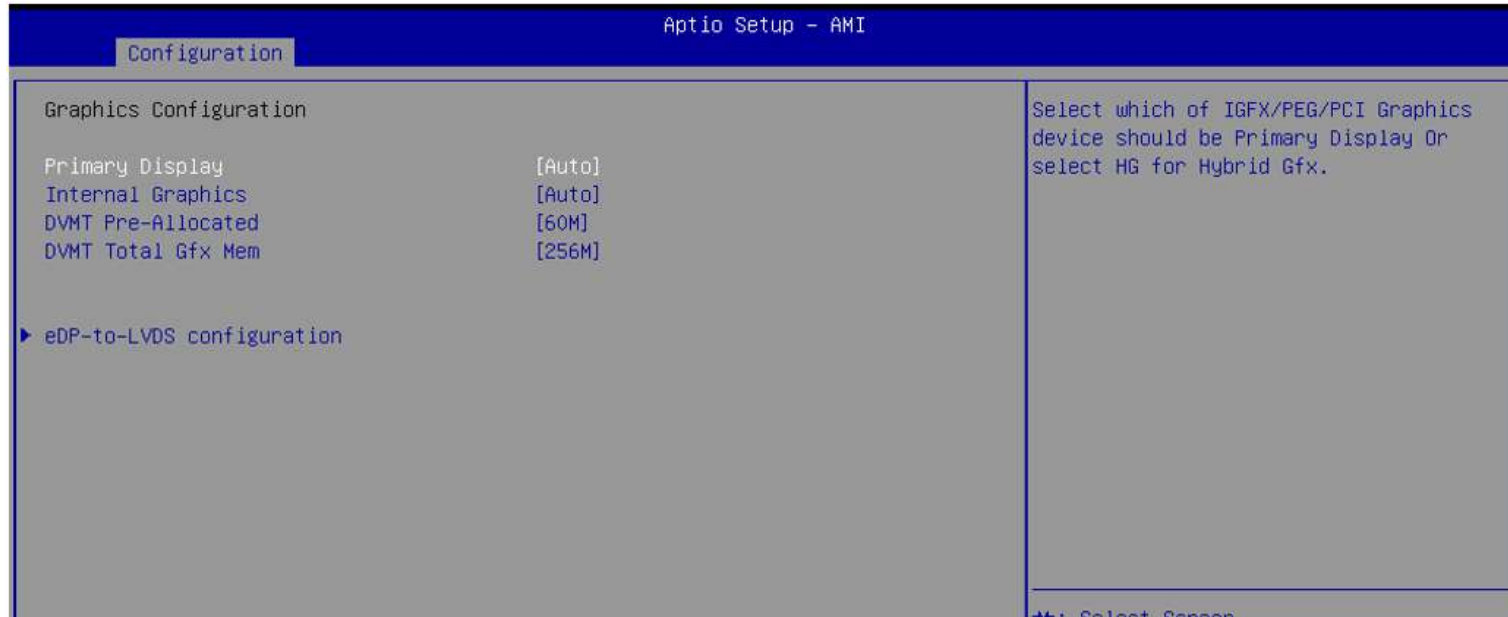 Aptio Setup – AMI
Configuration
Graphics Configuration
Primary Display [Auto]
Internal Graphics [Auto]
DVMT Pre-Allocated [60M]
DVMT Total Gfx Mem [256M]
eDP-to-LVDS configuration
Select which of IGFX/PEG/PCI Graphics
device should be Primary Display Or
select HG for Hybrid Gfx.
: Select Screen